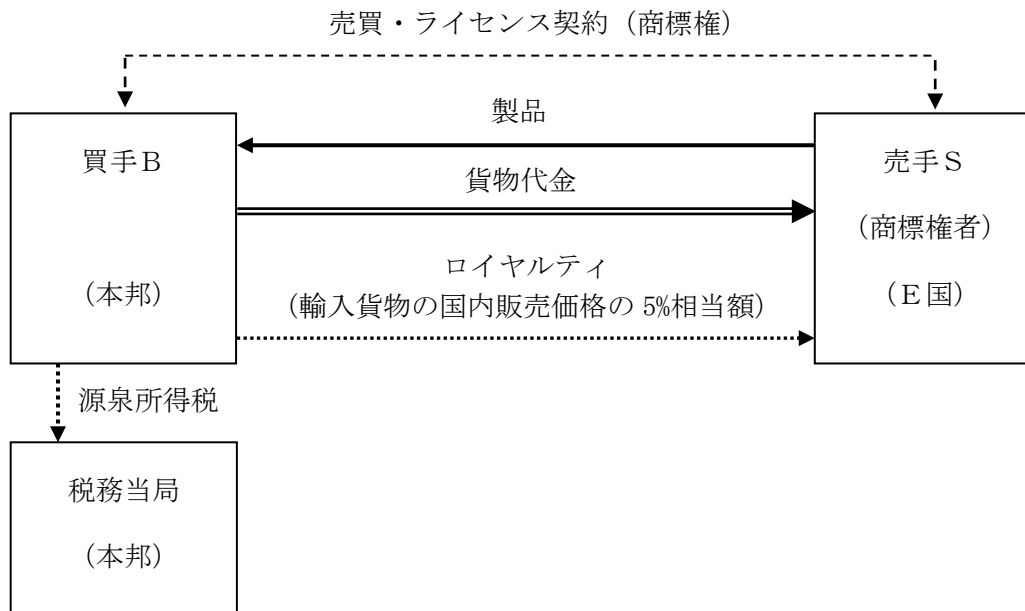 売買・ライセンス契約（商標権）
製品
買手Ｂ
売手Ｓ
貨物代金
（商標権者）
ロイヤルティ
（本邦）
（輸入貨物の国内販売価格の 5%相当額）
（Ｅ国）
源泉所得税
税務当局
（本邦）